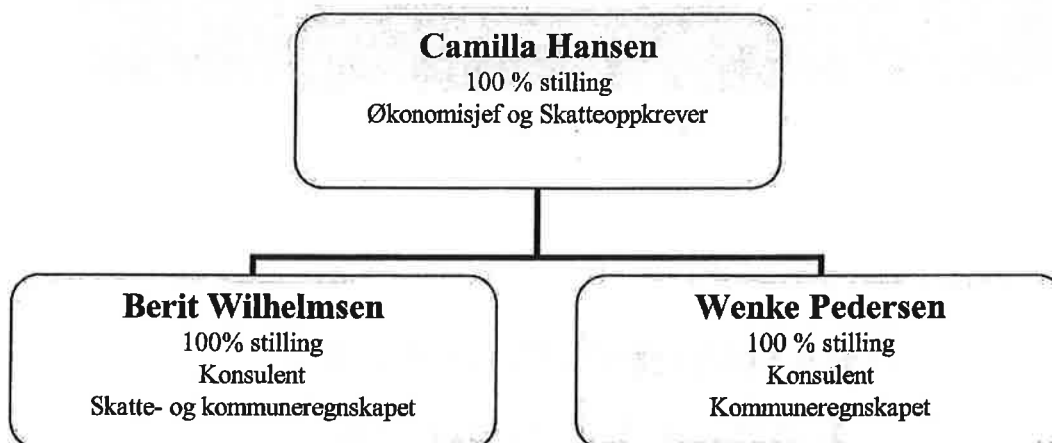 Camilla Hansen
100 % stilling
Økonomisjef og Skatteoppkrever
Berit Wilhelmsen
100% stilling
Konsulent
Skatte- og kommuneregnskapet
Wenke Pedersen
100 % stilling
Konsulent
Kommuneregnskapet